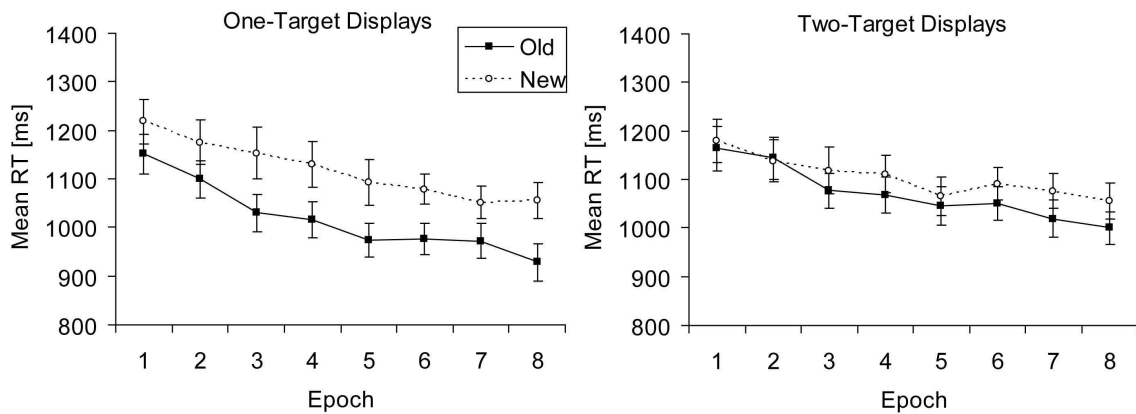 One-Target Displays
Mean RT [ms]
1400
1300
1200
1100
1000
900
800
Old
New
1 2 3 4 5 6 7 8
Epoch
Two-Target Displays
Mean RT [ms]
1400
1300
1200
1100
1000
900
800
1 2 3 4 5 6 7 8
Epoch